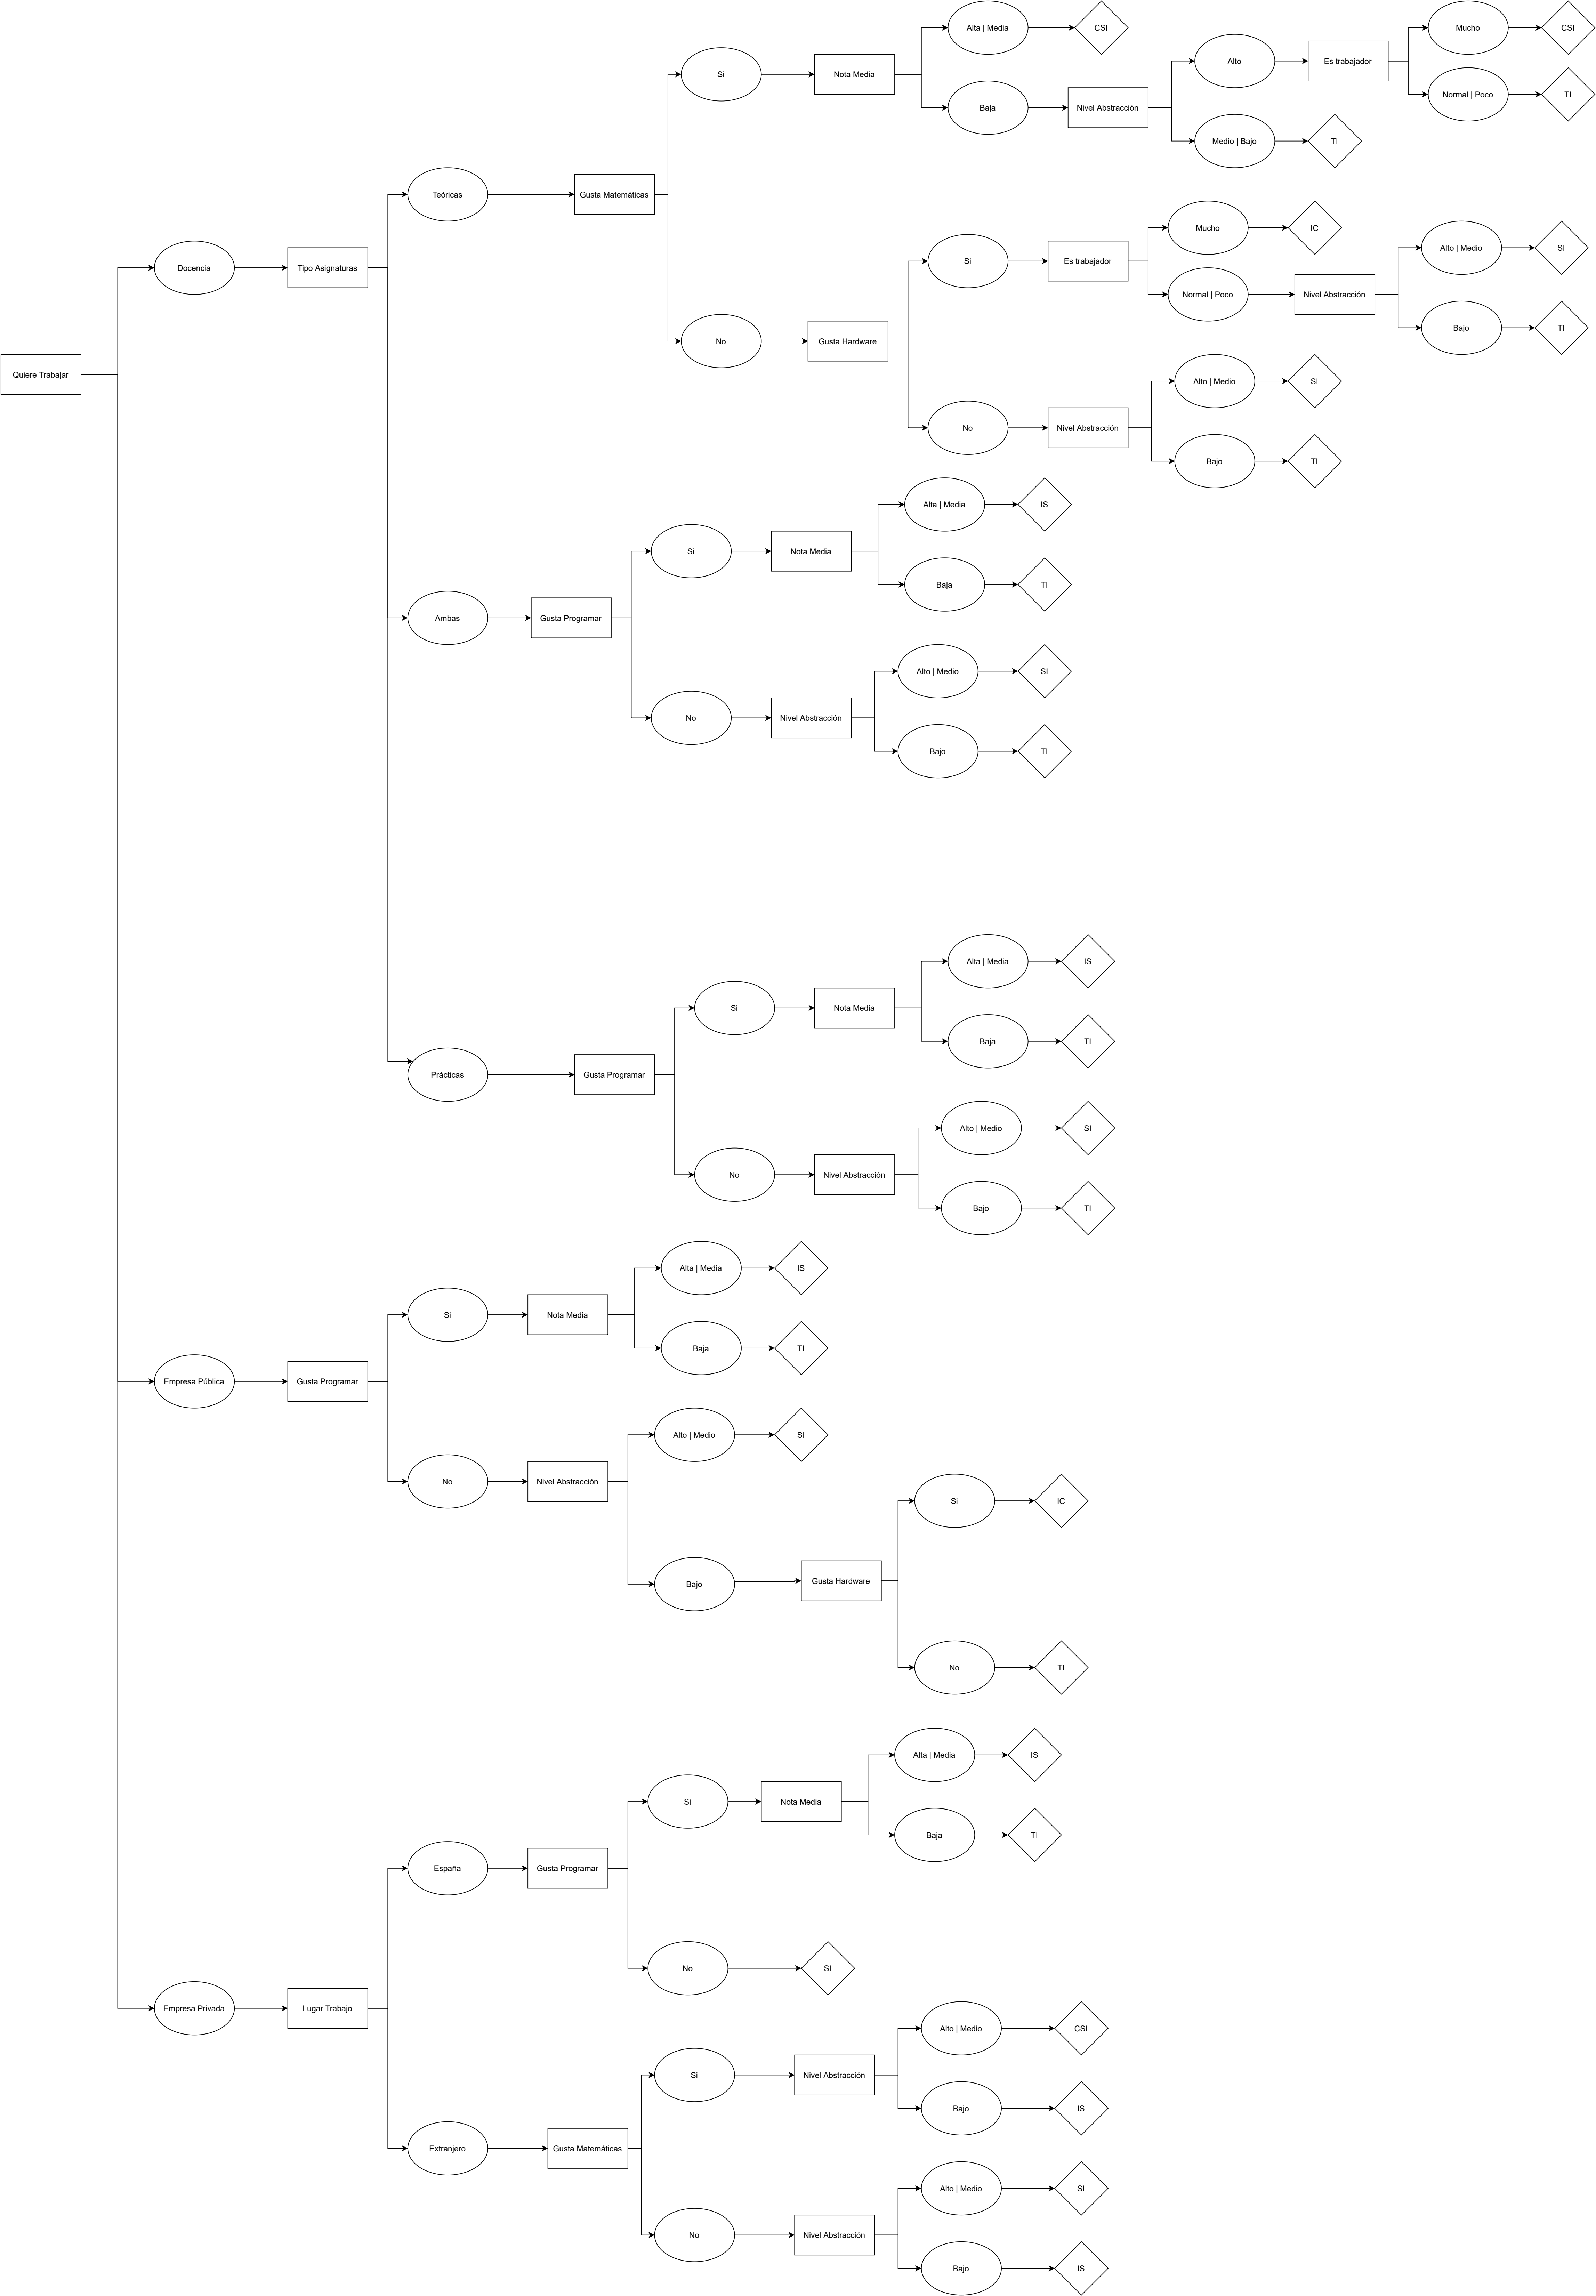 Quiere Trabajar
Docencia
Tipo Asignaturas
Teóricas
Gusta Matemáticas
Si
Nota Media
Alta | Media
CSI
Baja
Nivel Abstracción
Alto
Es trabajador
Mucho
CSI
Normal | Poco
TI
Medio | Bajo
TI
No
Gusta Hardware
Si
Es trabajador
Mucho
IC
Normal | Poco
Nivel Abstracción
Alto | Medio
SI
Bajo
TI
No
Nivel Abstracción
Alto | Medio
SI
Bajo
TI
Ambas
Gusta Programar
Si
Nota Media
Alta | Media
IS
Baja
TI
No
Nivel Abstracción
Alto | Medio
SI
Bajo
TI
Prácticas
Gusta Programar
Si
Nota Media
Alta | Media
IS
Baja
TI
No
Nivel Abstracción
Alto | Medio
SI
Bajo
TI
Empresa Pública
Gusta Programar
Si
Nota Media
Alta | Media
IS
Baja
TI
No
Nivel Abstracción
Alto | Medio
SI
Bajo
Gusta Hardware
Si
IC
No
TI
Empresa Privada
Lugar Trabajo
España
Gusta Programar
Si
Nota Media
Alta | Media
IS
Baja
TI
No
SI
Extranjero
Gusta Matemáticas
Si
Nivel Abstracción
Alto | Medio
CSI
Bajo
IS
No
Nivel Abstracción
Alto | Medio
SI
Bajo
IS